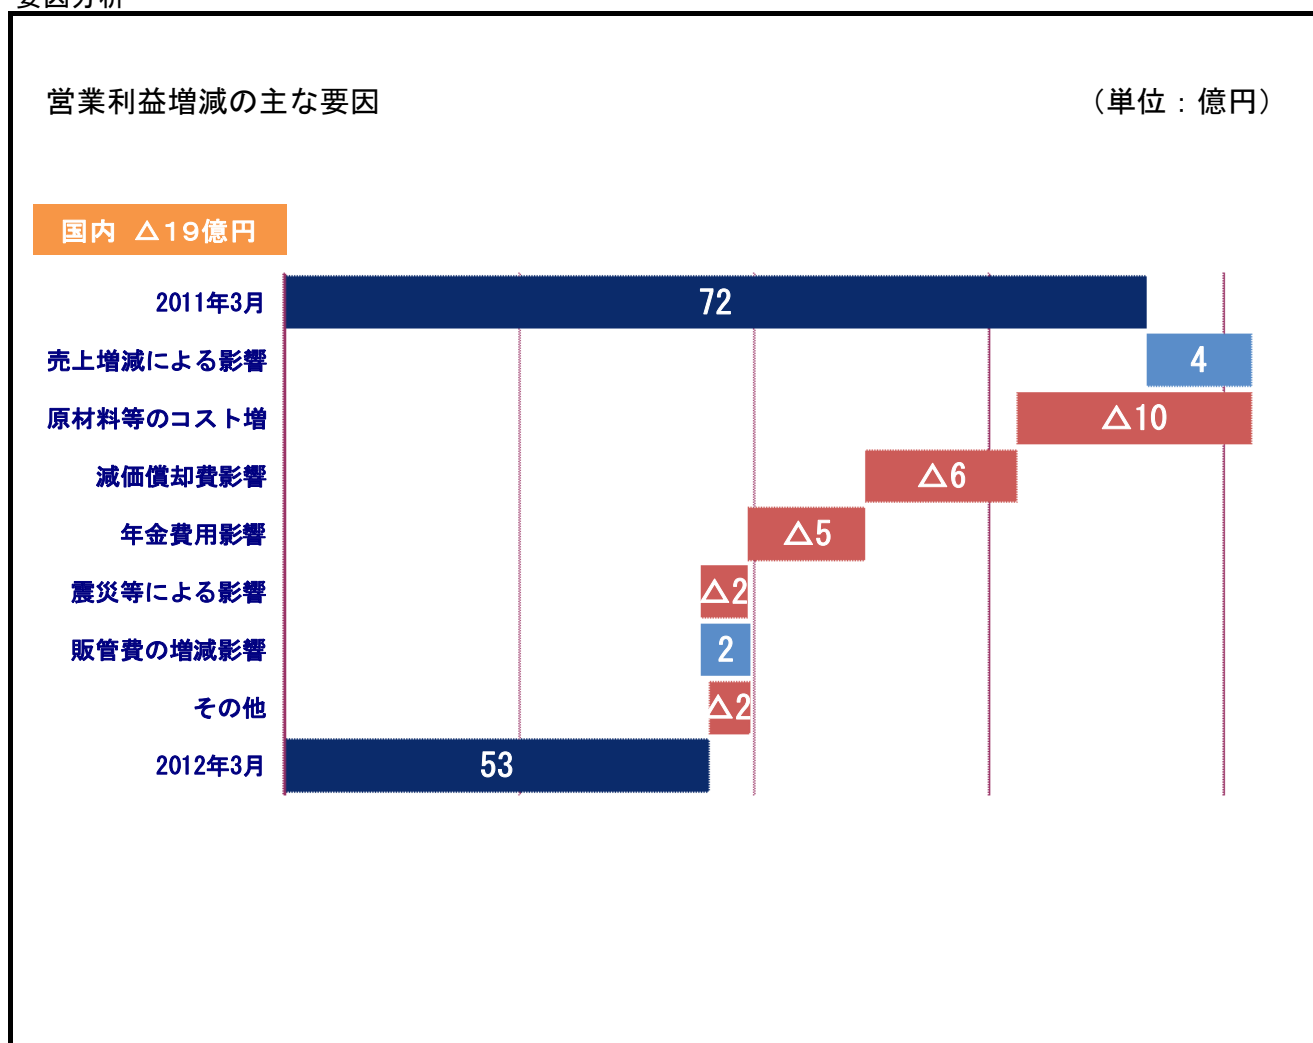 要因分析
営業利益増減の主な要因 （単位：億円）
国内 △19億円
2011年3月 72
売上増減による影響 4
原材料等のコスト増 △10
減価償却費影響 △6
年金費用影響 △5
震災等による影響 △2
販管費の増減影響 2
その他 △2
2012年3月 53